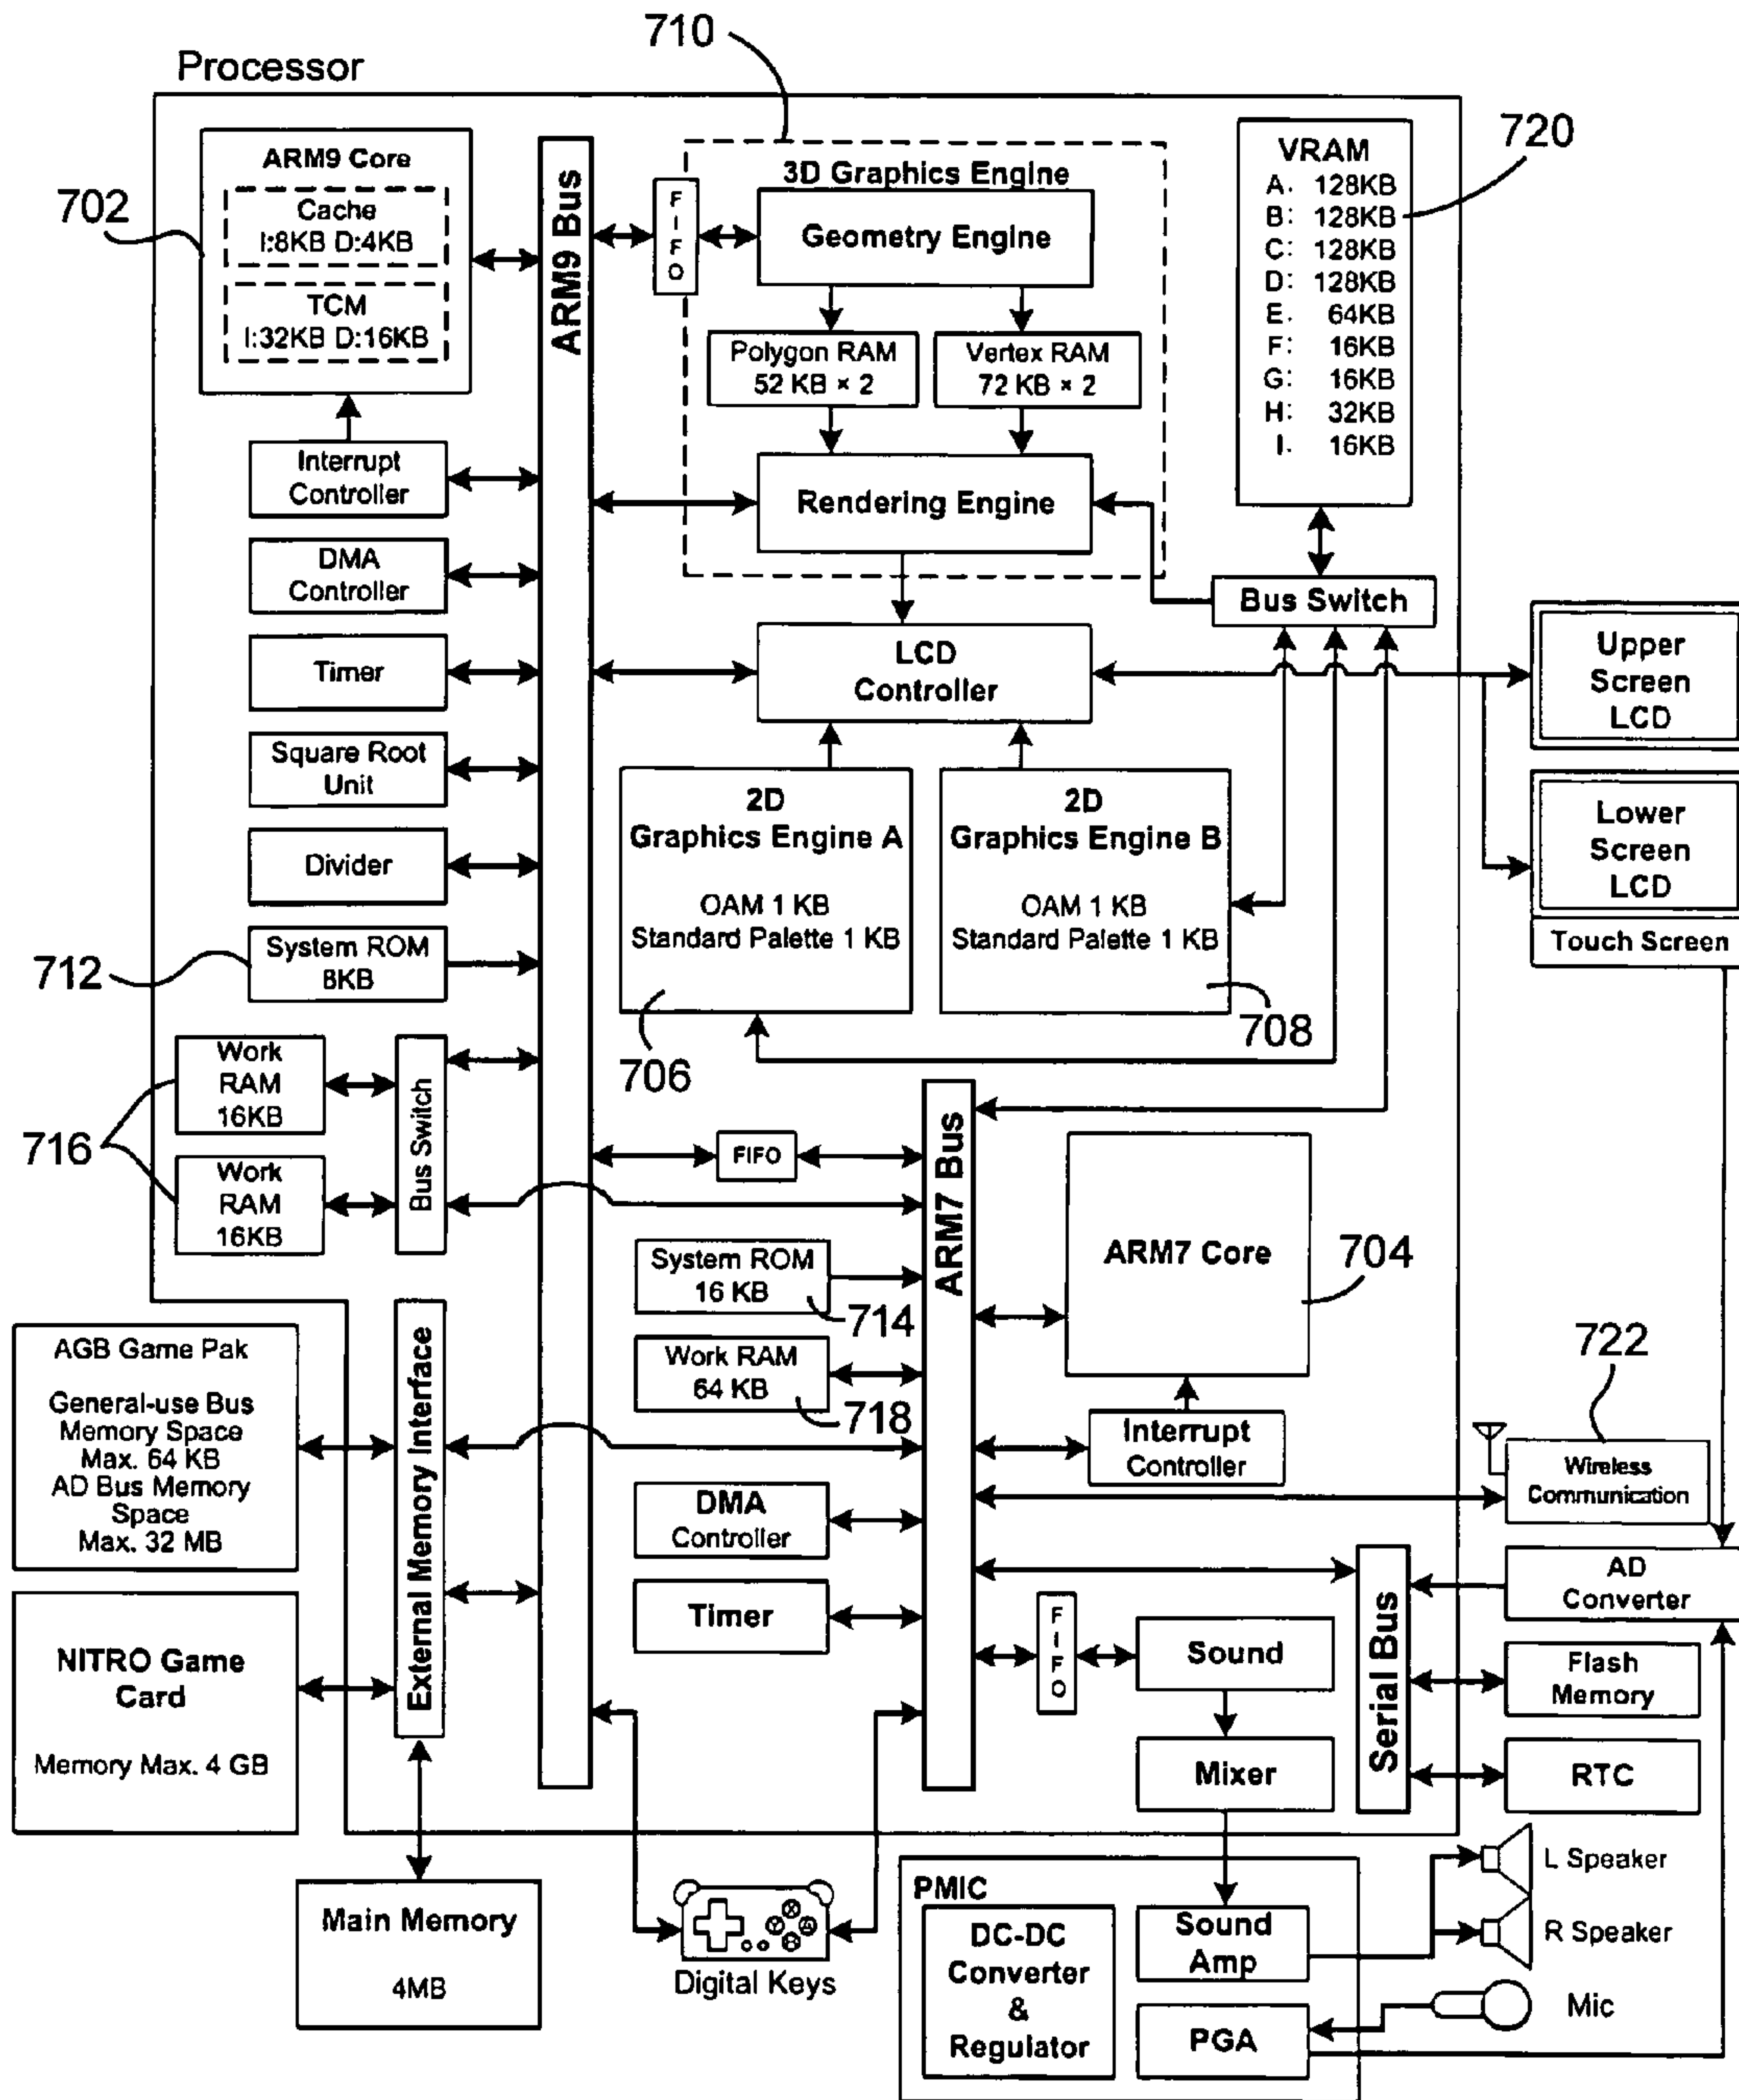 710
Processor
ARM9 Core
Cache
I:8KB D:4KB
TCM
I:32KB D:16KB
702
ARM9 Bus
FIFO
3D Graphics Engine
Geometry Engine
Polygon RAM
52 KB × 2
Vertex RAM
72 KB × 2
Rendering Engine
VRAM
A: 128KB
B: 128KB
C: 128KB
D: 128KB
E. 64KB
F: 16KB
G: 16KB
H: 32KB
I. 16KB
720
Interrupt
Controller
DMA
Controller
Timer
Square Root
Unit
Divider
System ROM
8KB
712
Bus Switch
LCD
Controller
Upper
Screen
LCD
Lower
Screen
LCD
Touch Screen
2D
Graphics Engine A
OAM 1 KB
Standard Palette 1 KB
706
2D
Graphics Engine B
OAM 1 KB
Standard Palette 1 KB
708
Work
RAM
16KB
Work
RAM
16KB
716
Bus Switch
FIFO
ARM7 Bus
ARM7 Core
704
System ROM
16 KB
714
Work RAM
64 KB
718
Interrupt
Controller
722
Wireless
Communication
AGB Game Pak
General-use Bus
Memory Space
Max. 64 KB
AD Bus Memory
Space
Max. 32 MB
External Memory Interface
DMA
Controller
Timer
NITRO Game
Card
Memory Max. 4 GB
FIFO
Sound
Mixer
Serial Bus
AD
Converter
Flash
Memory
RTC
Main Memory
4MB
Digital Keys
Y
X
A
B
PMIC
DC-DC
Converter
&
Regulator
Sound
Amp
PGA
L Speaker
R Speaker
Mic